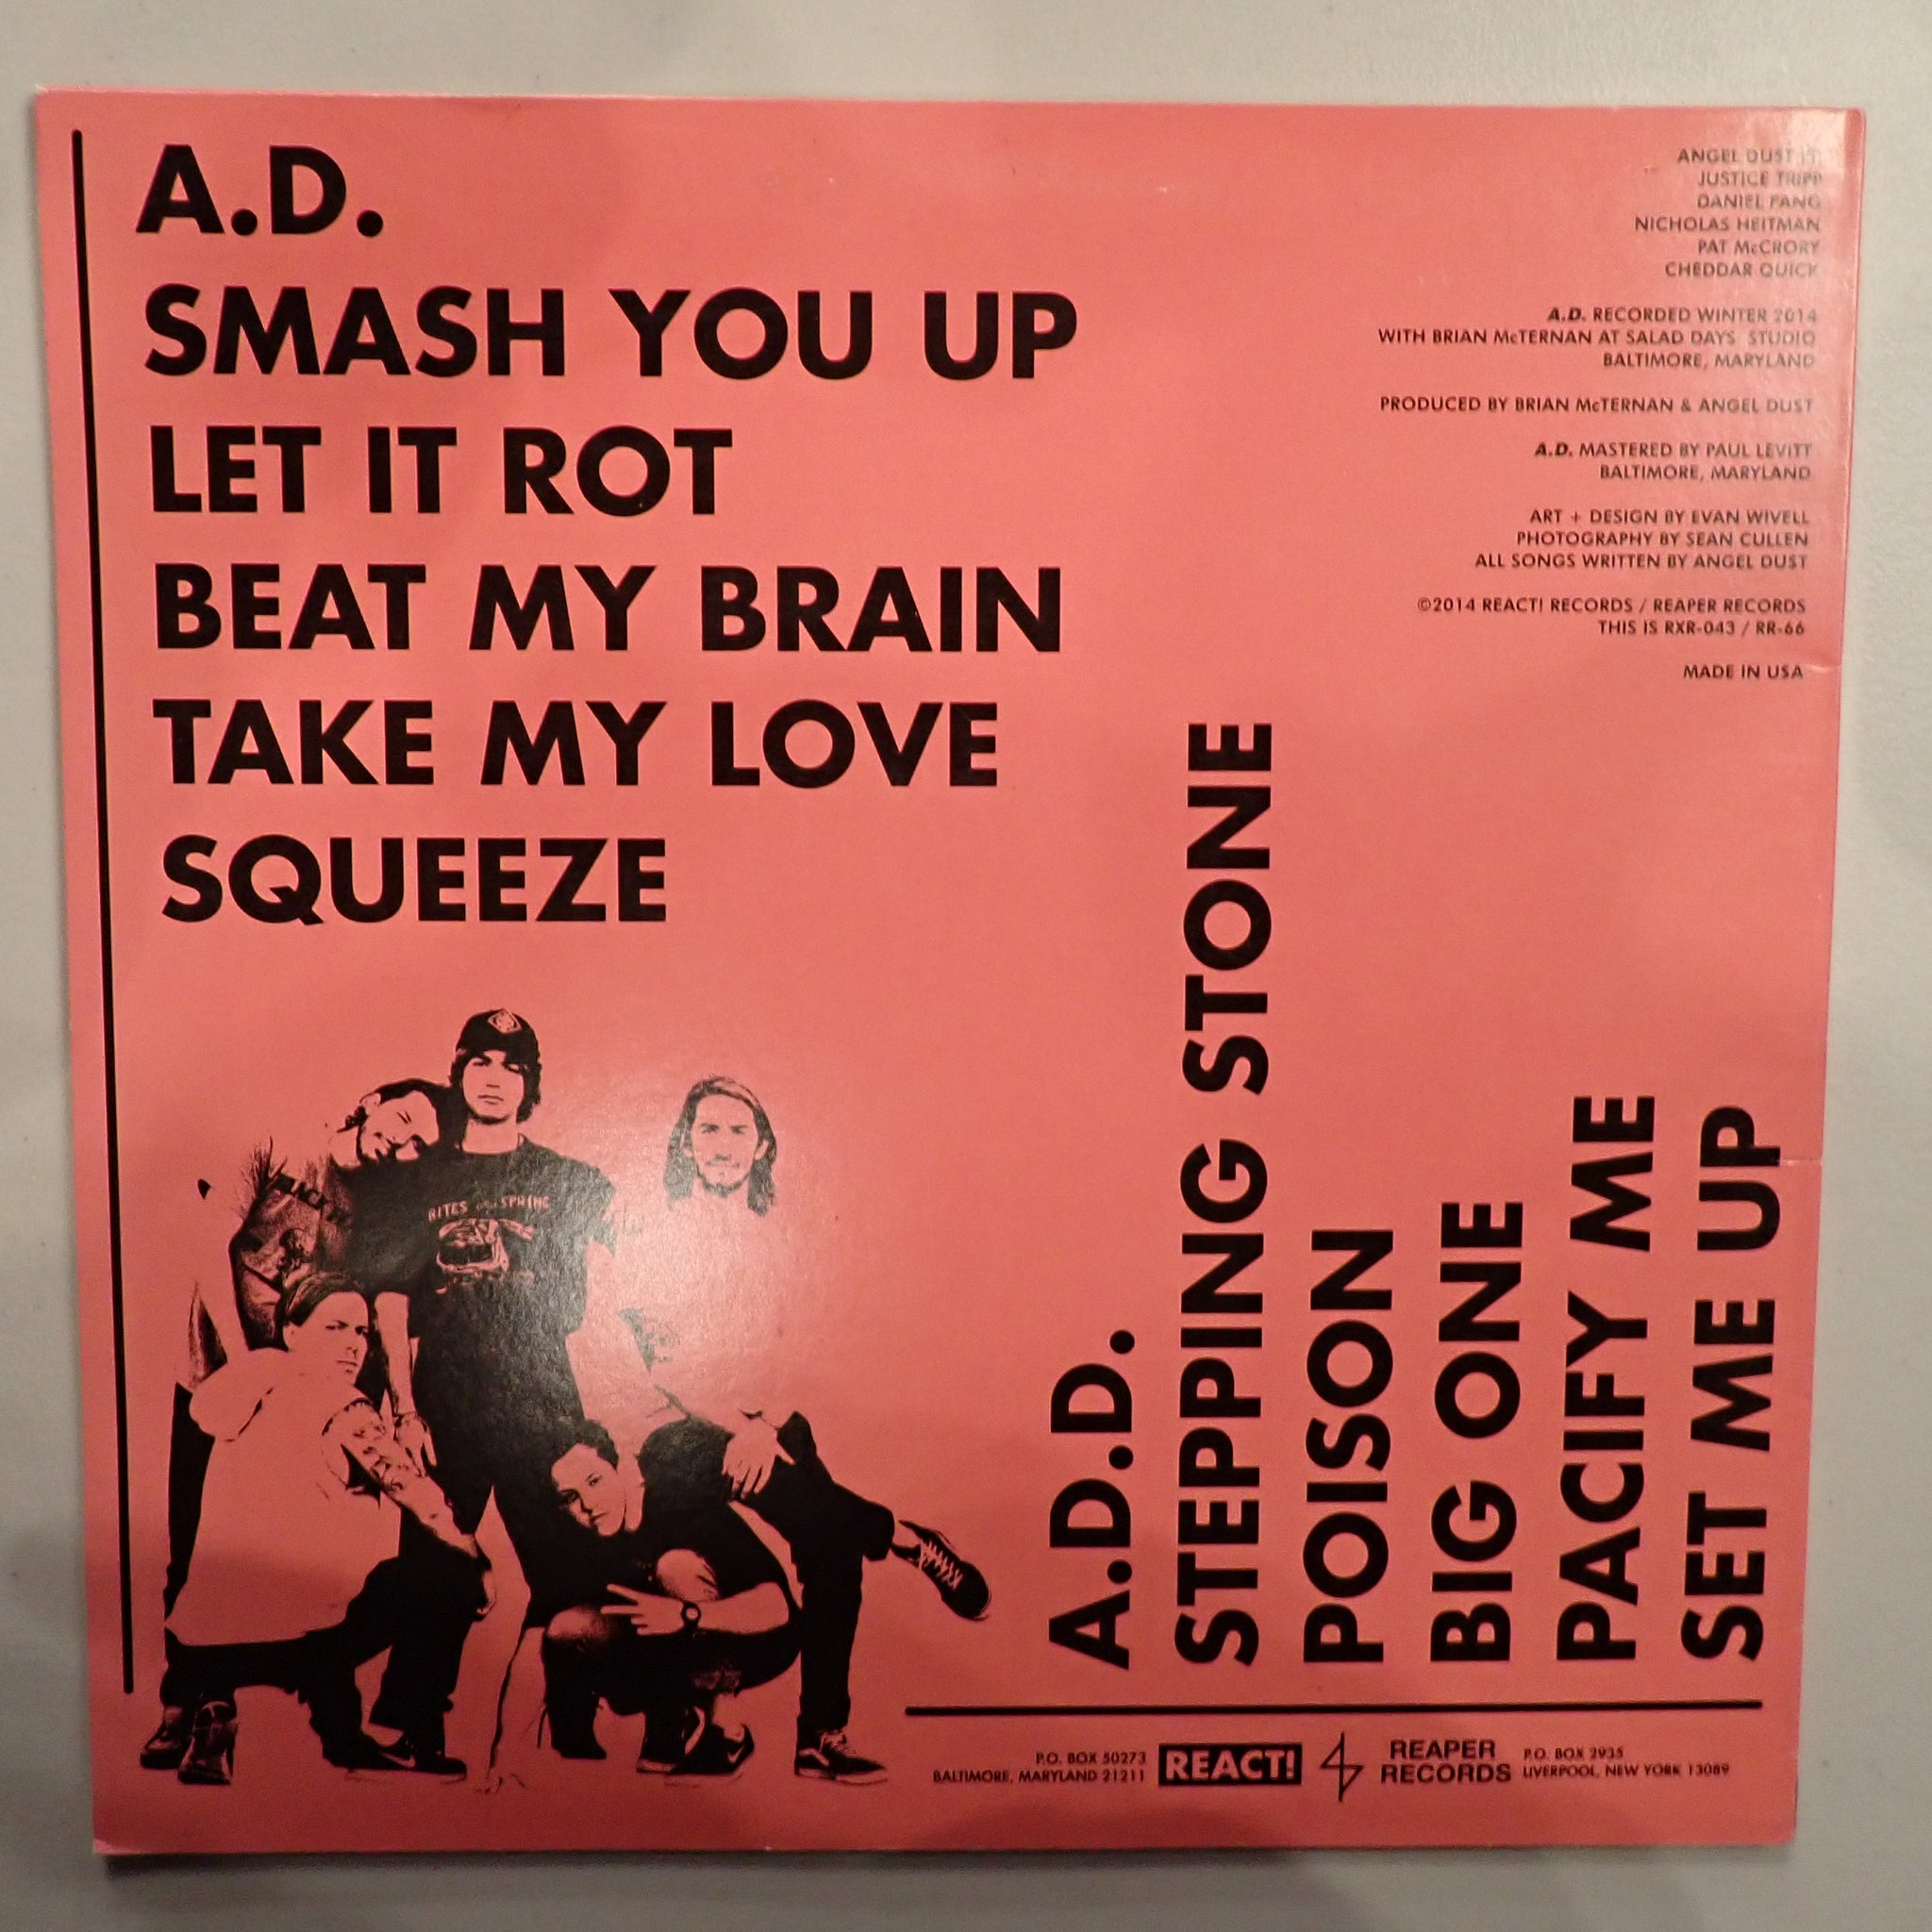 A.D.
SMASH YOU UP
LET IT ROT
BEAT MY BRAIN
TAKE MY LOVE
SQUEEZE
ANGEL DUST
JUSTICE TRIPP
DANIEL FANG
NICHOLAS HEITMAN
PAT McCRORY
CHEDDAR QUICK
A.D. RECORDED WINTER 2014
WITH BRIAN McTERNAN AT SALAD DAYS STUDIO
BALTIMORE, MARYLAND
PRODUCED BY BRIAN McTERNAN & ANGEL DUST
A.D. MASTERED BY PAUL LEVITT
BALTIMORE, MARYLAND
ART + DESIGN BY EVAN WIVELL
PHOTOGRAPHY BY SEAN CULLEN
ALL SONGS WRITTEN BY ANGEL DUST
©2014 REACT! RECORDS / REAPER RECORDS
THIS IS RXR-043 / RR-66
MADE IN USA
A.D.D.
STEPPING STONE
POISON
BIG ONE
PACIFY ME
SET ME UP
RITES OF SPRING
P.O. BOX 50273
BALTIMORE, MARYLAND 21211
REACT!
REAPER
RECORDS
P.O. BOX 2935
LIVERPOOL, NEW YORK 13089